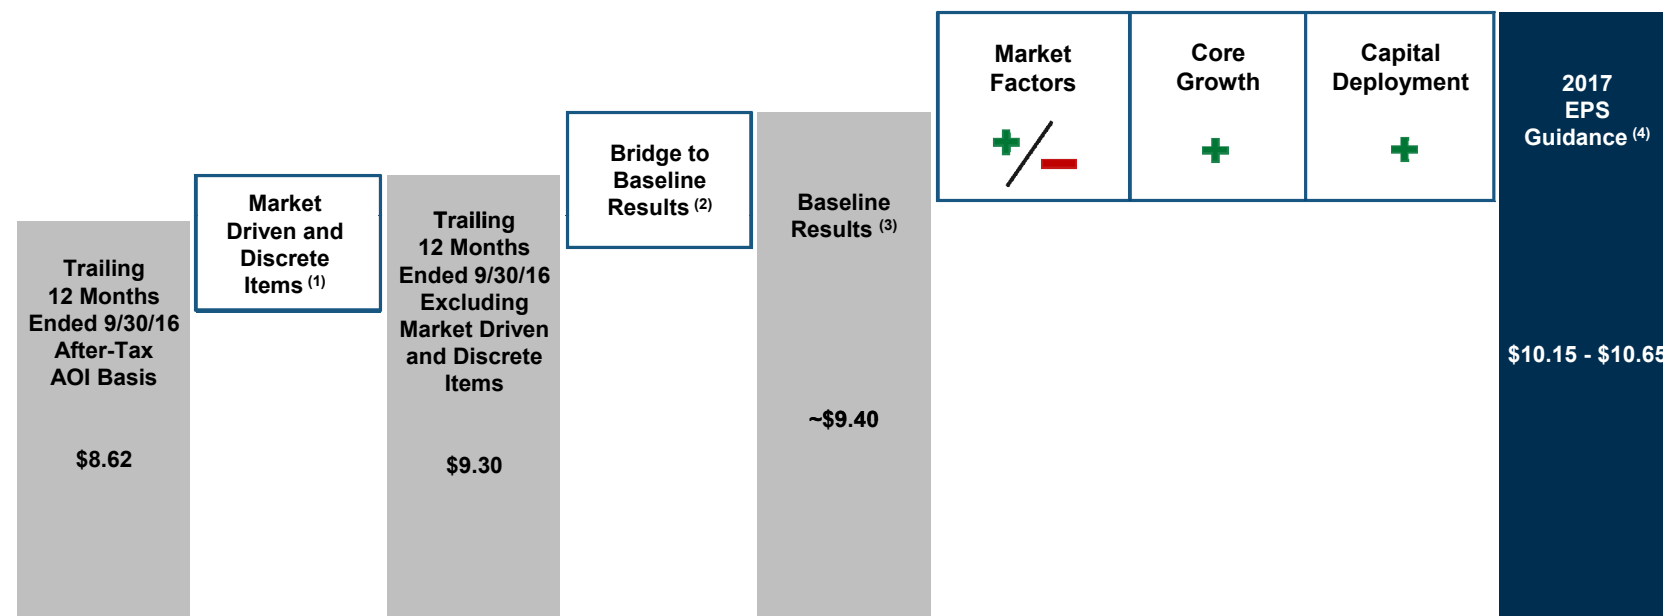 Trailing
12 Months
Ended 9/30/16
After-Tax
AOI Basis
$8.62
Market
Driven and
Discrete
Items (1)
Trailing
12 Months
Ended 9/30/16
Excluding
Market Driven
and Discrete
Items
$9.30
Bridge to
Baseline
Results (2)
Baseline
Results (3)
~$9.40
Market
Factors
Core
Growth
Capital
Deployment
2017
EPS
Guidance (4)
$10.15 - $10.65